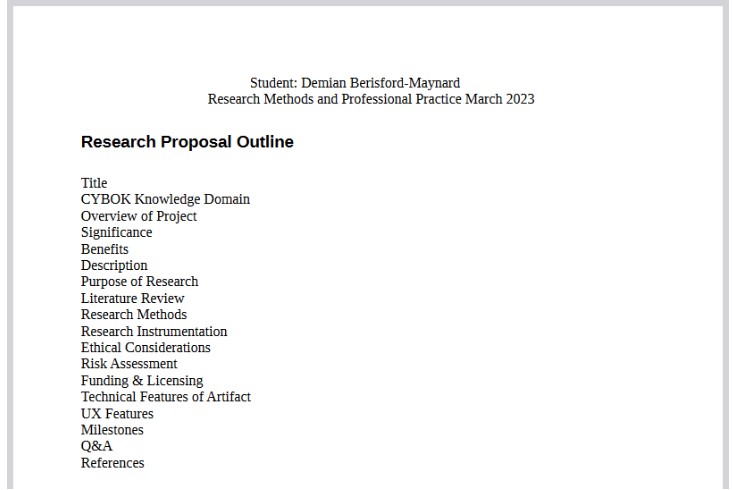 Student: Demian Berisford-Maynard
Research Methods and Professional Practice March 2023
Research Proposal Outline
Title
CYBOK Knowledge Domain
Overview of Project
Significance
Benefits
Description
Purpose of Research
Literature Review
Research Methods
Research Instrumentation
Ethical Considerations
Risk Assessment
Funding & Licensing
Technical Features of Artifact
UX Features
Milestones
Q&A
References